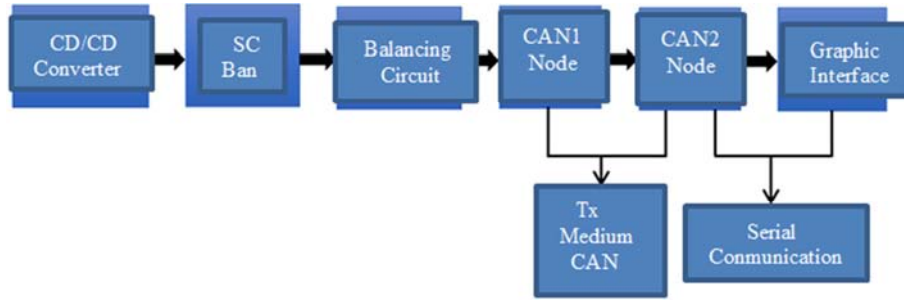 CD/CD
Converter
SC
Ban
Balancing
Circuit
CAN1
Node
CAN2
Node
Graphic
Interface
Tx
Medium
CAN
Serial
Conmunication